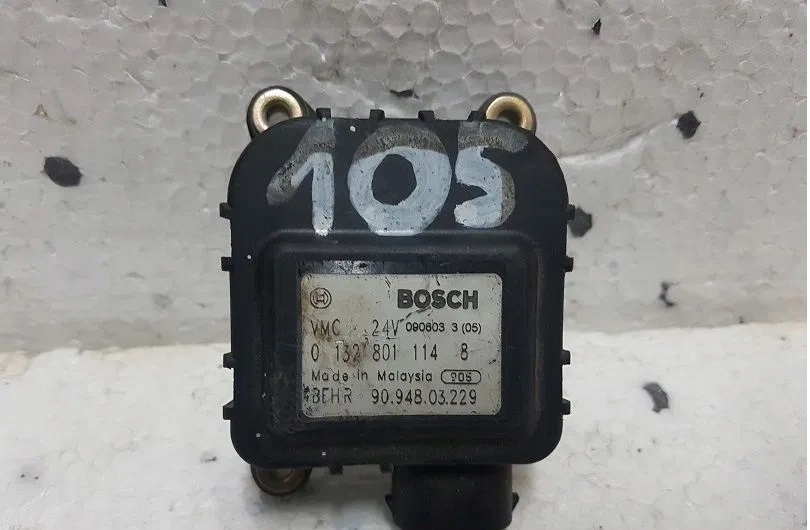 105
BOSCH
VMC 24V 090603 3 (05)
0 132 801 114 8
Made in Malaysia 905
BEHR 90.948.03.229